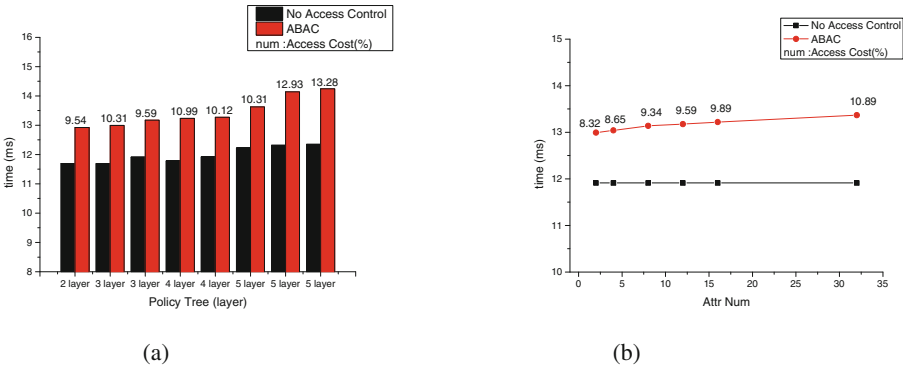 No Access Control
ABAC
num :Access Cost(%)
16
15
14
13
12
11
10
9
8
time (ms)
9.54 10.31 9.59 10.99 10.12 10.31 12.93 13.28
2 layer 3 layer 3 layer 4 layer 4 layer 5 layer 5 layer 5 layer
Policy Tree (layer)
(a)
No Access Control
ABAC
num :Access Cost(%)
15
14
13
12
11
10
time (ms)
8.32 8.65 9.34 9.59 9.89 10.89
0 5 10 15 20 25 30 35
Attr Num
(b)